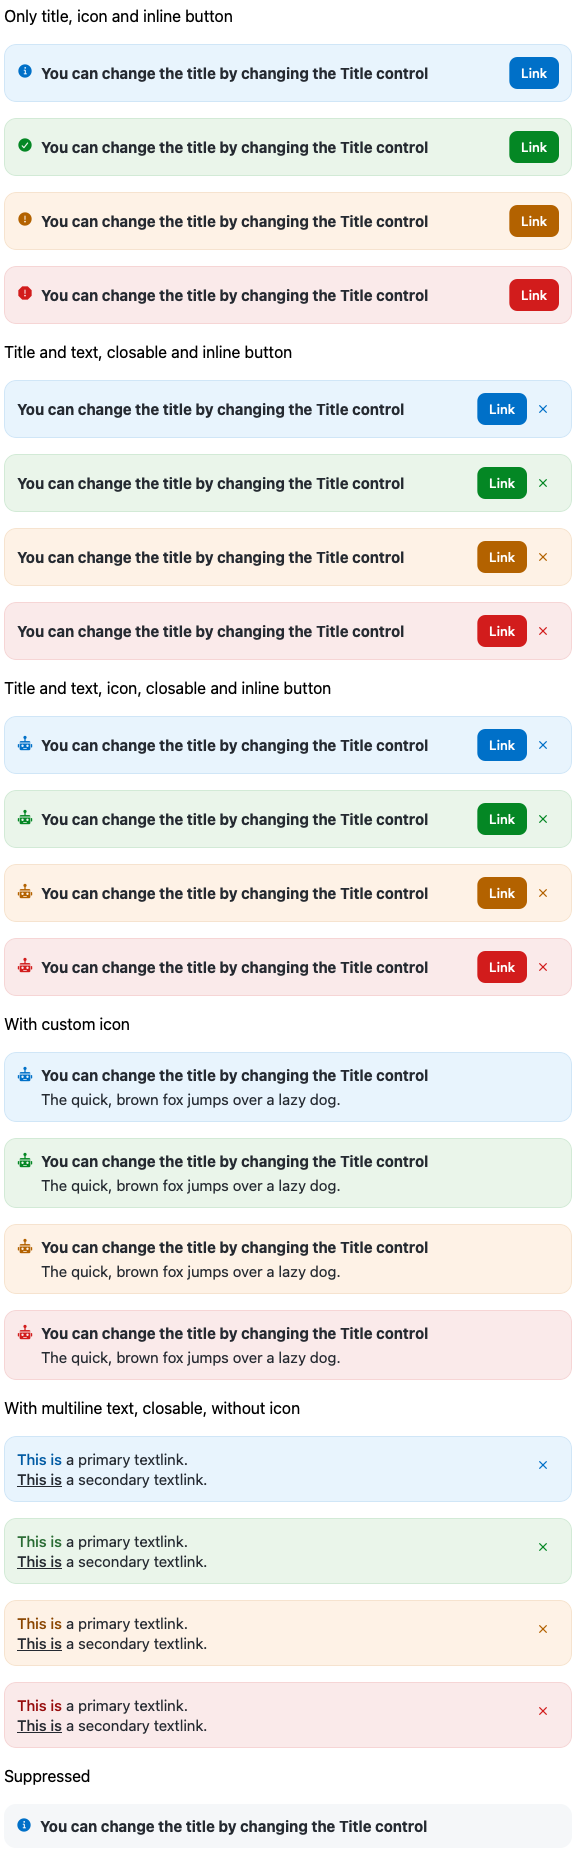 Only title, icon and inline button
You can change the title by changing the Title control Link
You can change the title by changing the Title control Link
You can change the title by changing the Title control Link
You can change the title by changing the Title control Link
Title and text, closable and inline button
You can change the title by changing the Title control Link
You can change the title by changing the Title control Link
You can change the title by changing the Title control Link
You can change the title by changing the Title control Link
Title and text, icon, closable and inline button
You can change the title by changing the Title control Link
You can change the title by changing the Title control Link
You can change the title by changing the Title control Link
You can change the title by changing the Title control Link
With custom icon
You can change the title by changing the Title control
The quick, brown fox jumps over a lazy dog.
You can change the title by changing the Title control
The quick, brown fox jumps over a lazy dog.
You can change the title by changing the Title control
The quick, brown fox jumps over a lazy dog.
You can change the title by changing the Title control
The quick, brown fox jumps over a lazy dog.
With multiline text, closable, without icon
This is a primary textlink.
This is a secondary textlink.
This is a primary textlink.
This is a secondary textlink.
This is a primary textlink.
This is a secondary textlink.
This is a primary textlink.
This is a secondary textlink.
Suppressed
You can change the title by changing the Title control